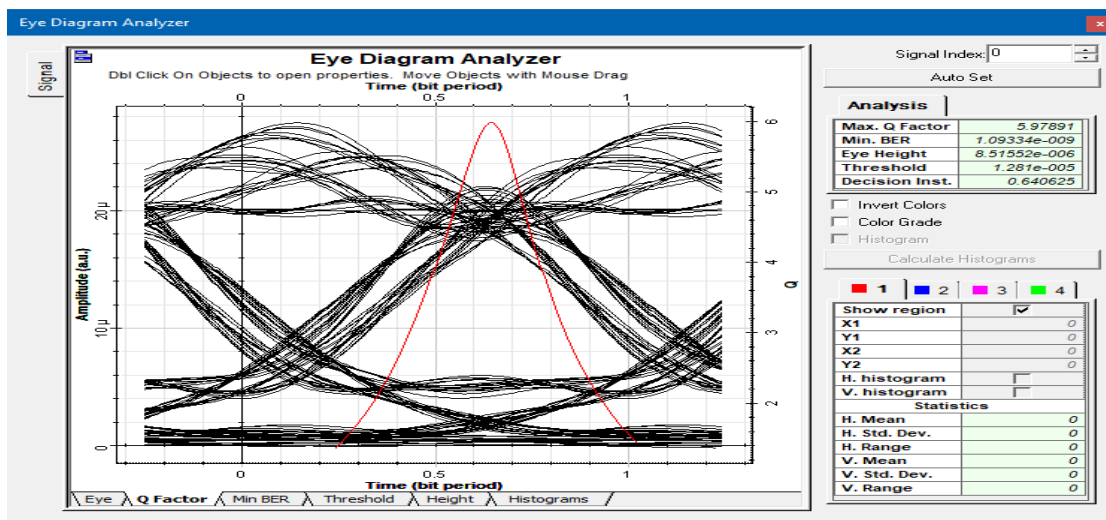 Eye Diagram Analyzer
Signal
Eye Diagram Analyzer
Dbl Click On Objects to open properties. Move Objects with Mouse Drag
Time (bit period)
0 0.5 1
Amplitude (a.u.)
20µ
10µ
0
Q
6
5
4
3
2
0 0.5 1
Time (bit period)
Eye Q Factor Min BER Threshold Height Histograms
Signal Index: 0
Auto Set
Analysis
Max. Q Factor 5.97891
Min. BER 1.09334e-009
Eye Height 8.51552e-006
Threshold 1.281e-005
Decision Inst. 0.640625
Invert Colors
Color Grade
Histogram
Calculate Histograms
1 2 3 4
Show region
X1 0
Y1 0
X2 0
Y2 0
H. histogram
V. histogram
Statistics
H. Mean 0
H. Std. Dev. 0
H. Range 0
V. Mean 0
V. Std. Dev. 0
V. Range 0